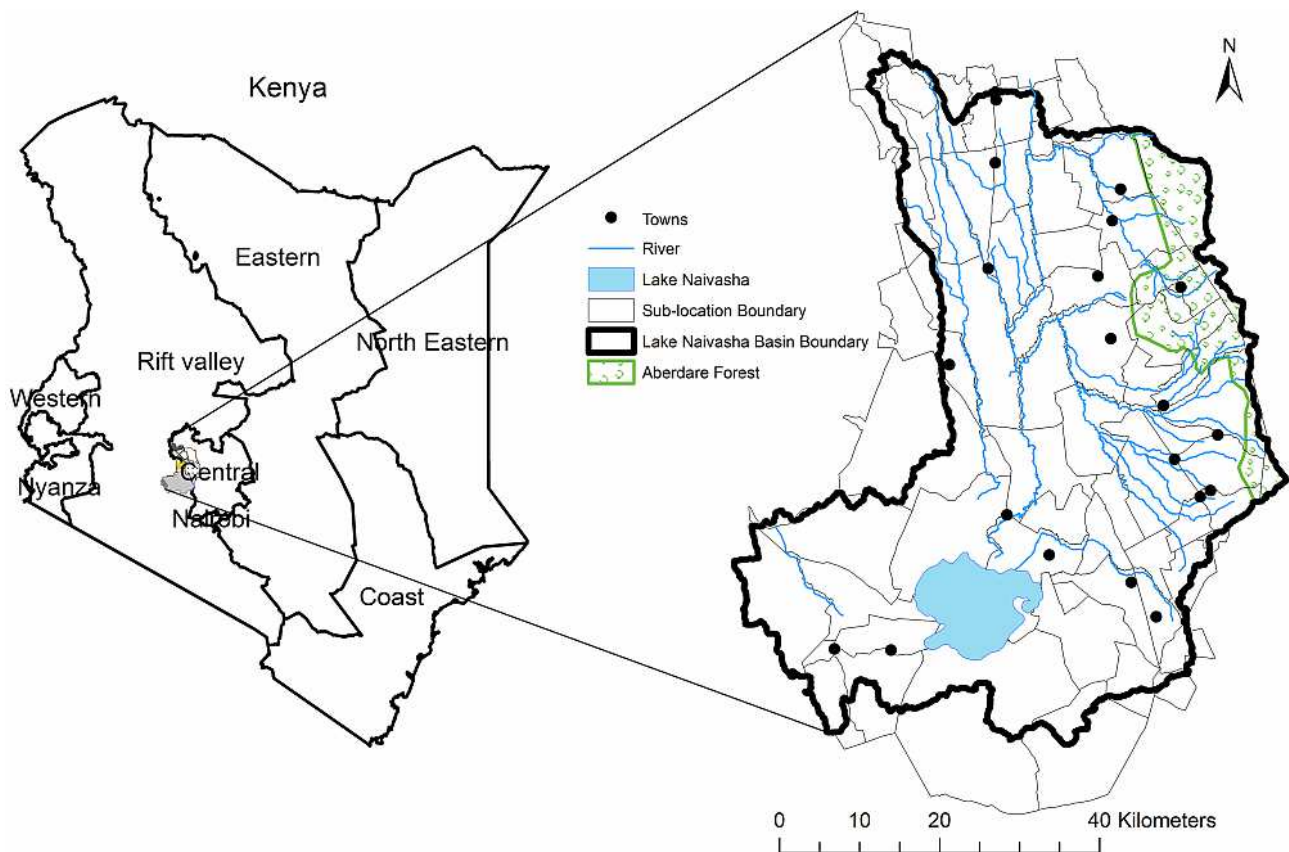 Kenya
Eastern
North Eastern
Rift valley
Western
Nyanza
Central
Nairobi
Coast
N
Towns
River
Lake Naivasha
Sub-location Boundary
Lake Naivasha Basin Boundary
Aberdare Forest
0 10 20 40 Kilometers